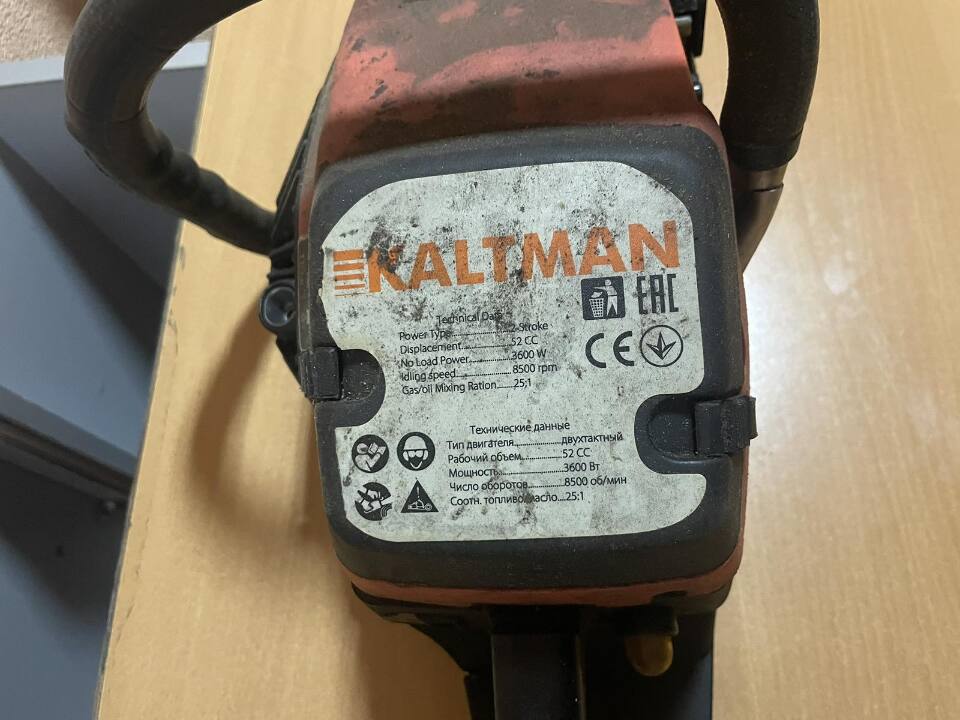 KALTMAN
EAC
CE
Technical Data
Power Type..................2-Stroke
Displacement..................52 CC
No Load Power...............3600 W
Idling speed....................8500 rpm
Gas/oil Mixing Ration.......25:1
Технические данные
Тип двигателя.................двухтактный
Рабочий объем...............52 CC
Мощность......................3600 Вт
Число оборотов..............8500 об/мин
Соотн. топливо/масло....25:1